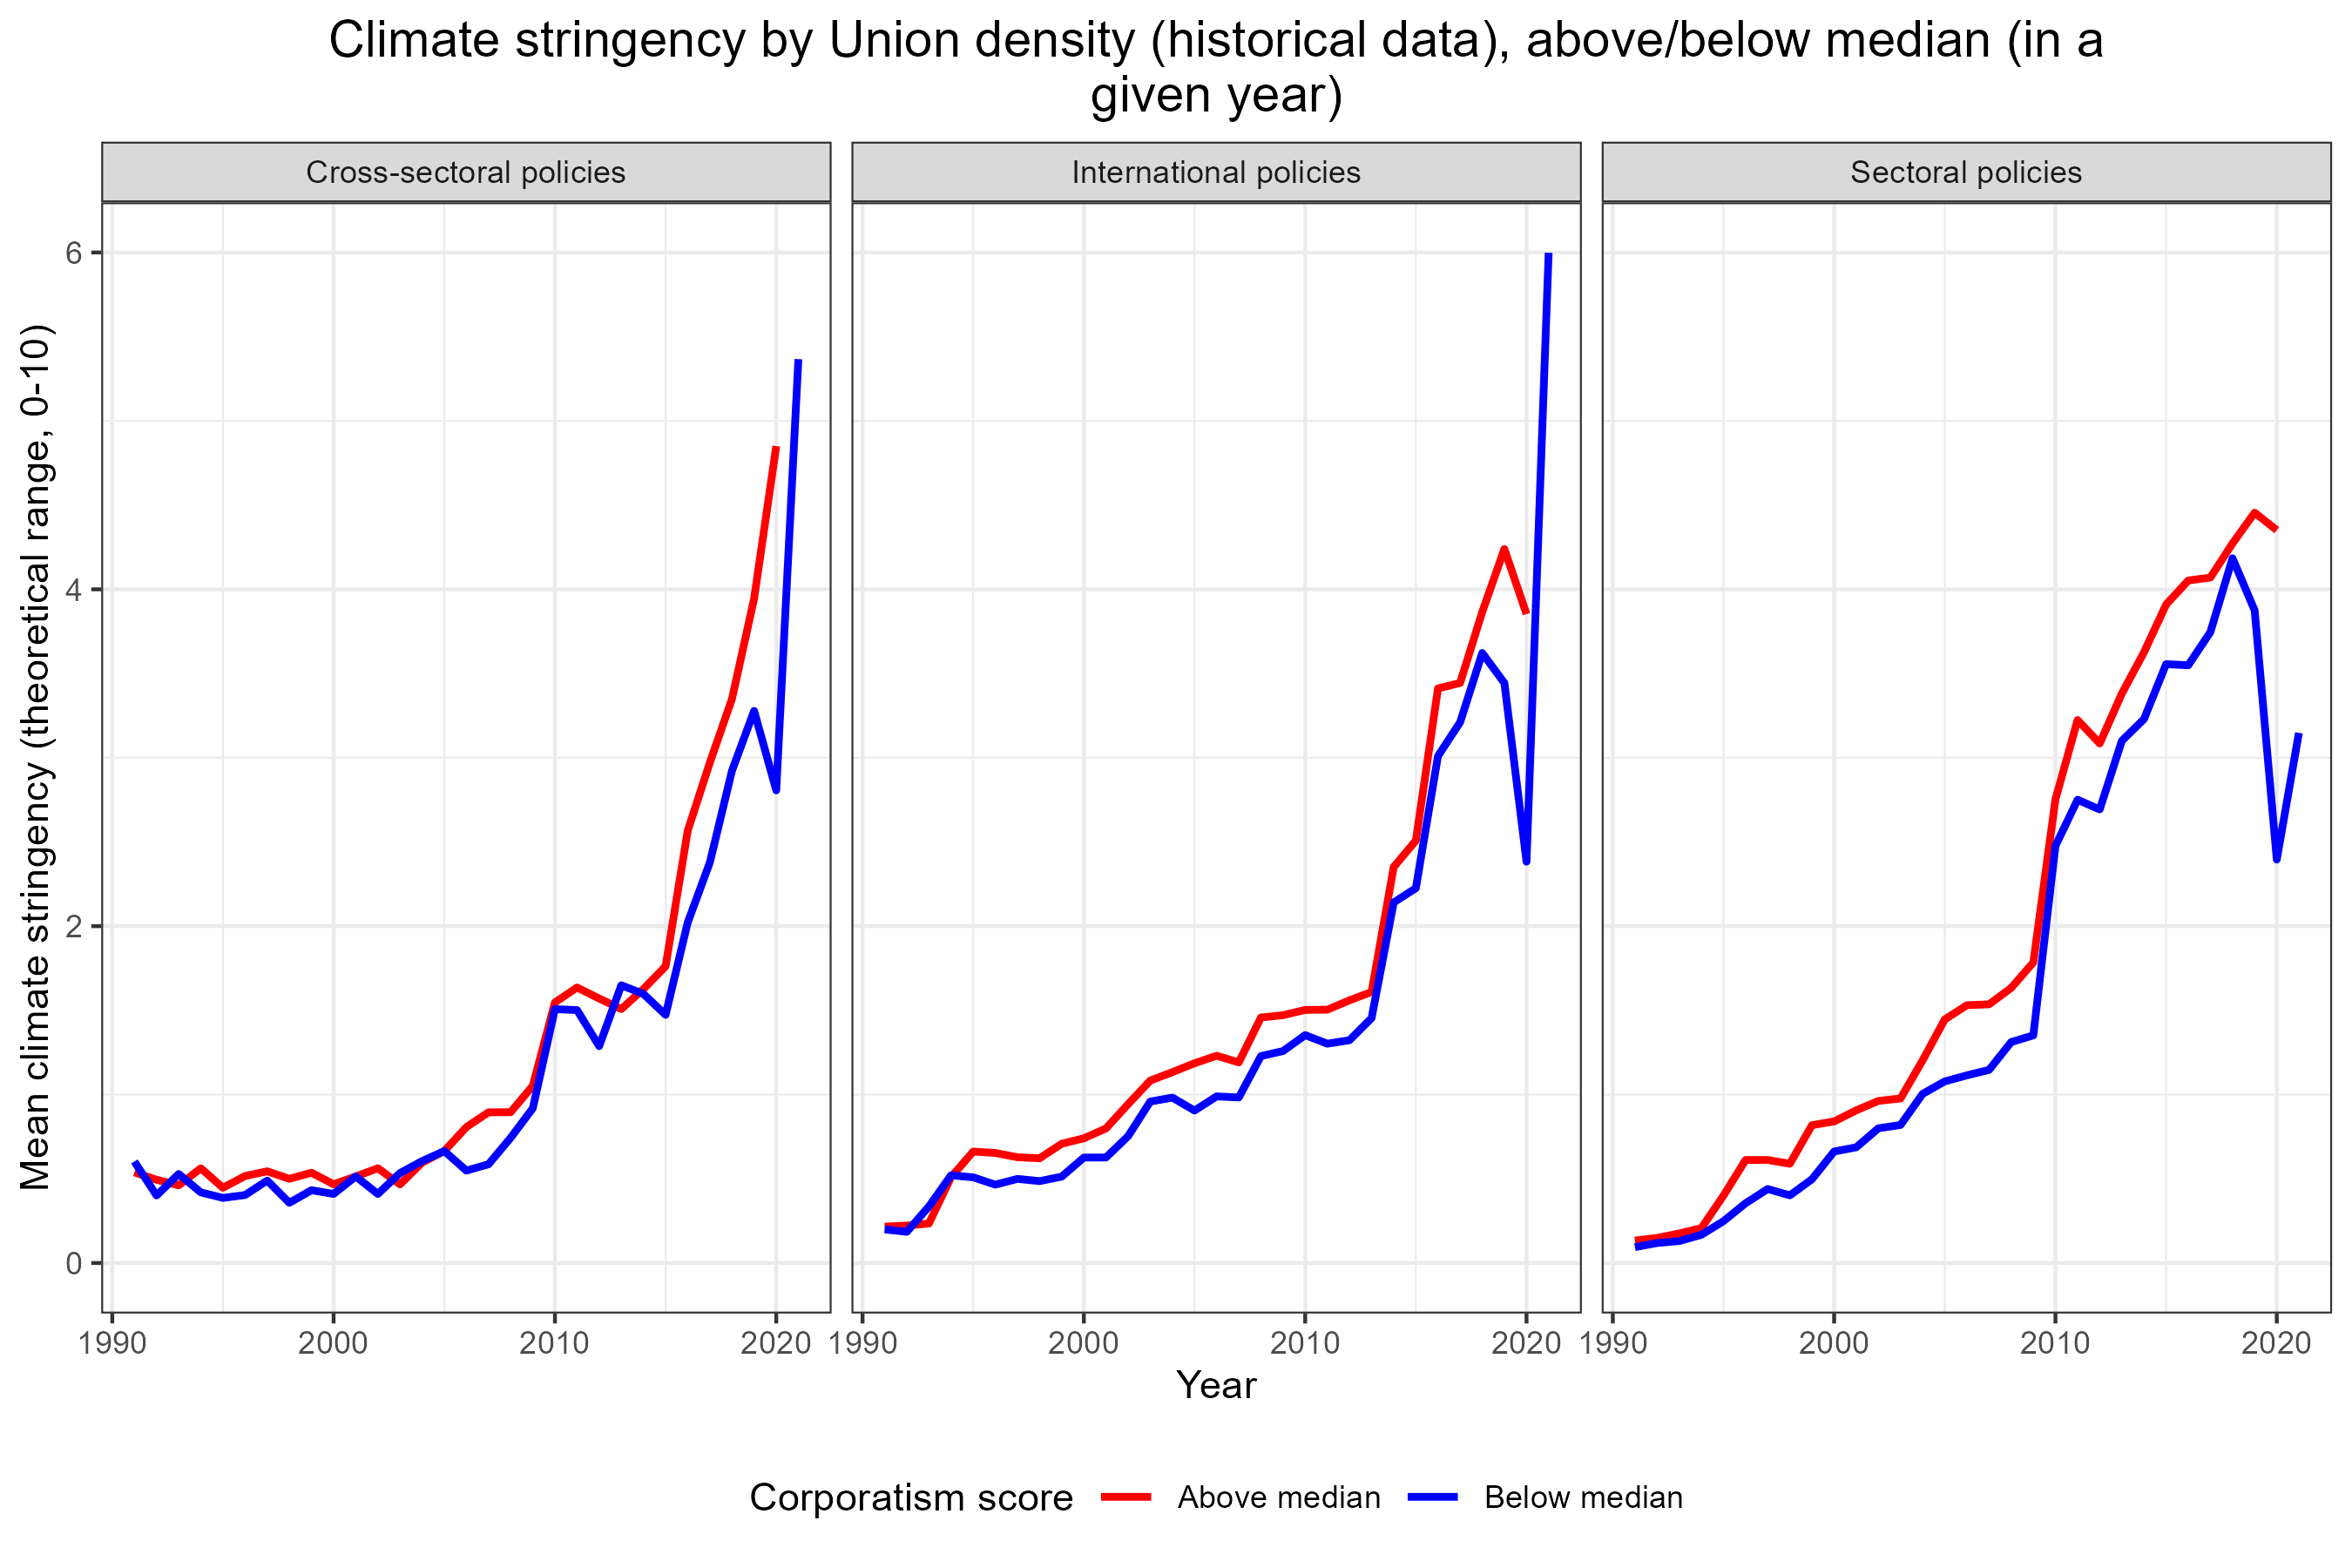 Climate stringency by Union density (historical data), above/below median (in a
given year)
Cross-sectoral policies
International policies
Sectoral policies
Mean climate stringency (theoretical range, 0-10)
6
4
2
0
1990 2000 2010 2020
1990 2000 2010 2020
1990 2000 2010 2020
Year
Corporatism score Above median Below median